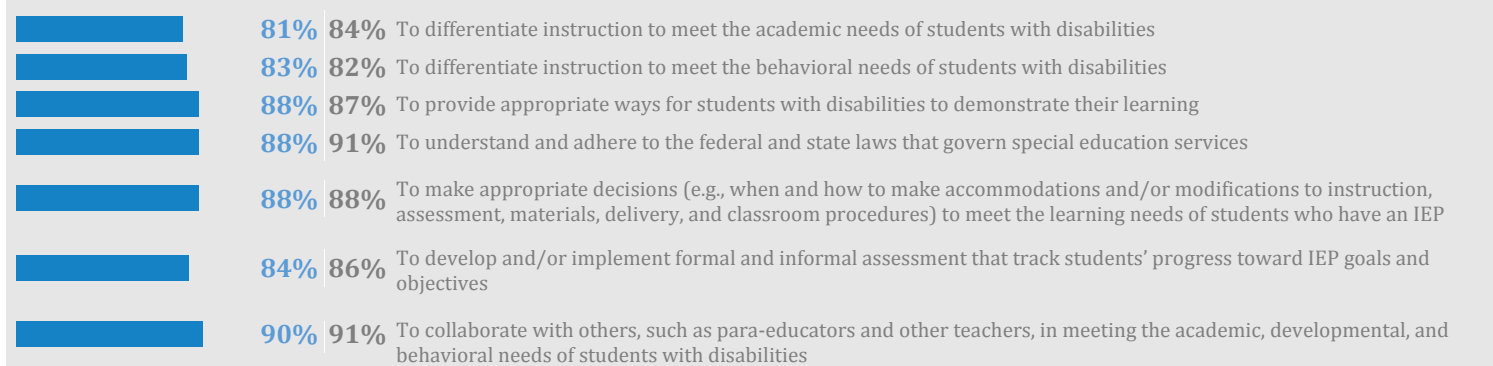 81% 84% To differentiate instruction to meet the academic needs of students with disabilities
83% 82% To differentiate instruction to meet the behavioral needs of students with disabilities
88% 87% To provide appropriate ways for students with disabilities to demonstrate their learning
88% 91% To understand and adhere to the federal and state laws that govern special education services
88% 88% To make appropriate decisions (e.g., when and how to make accommodations and/or modifications to instruction,
assessment, materials, delivery, and classroom procedures) to meet the learning needs of students who have an IEP
84% 86% To develop and/or implement formal and informal assessment that track students’ progress toward IEP goals and
objectives
90% 91% To collaborate with others, such as para-educators and other teachers, in meeting the academic, developmental, and
behavioral needs of students with disabilities